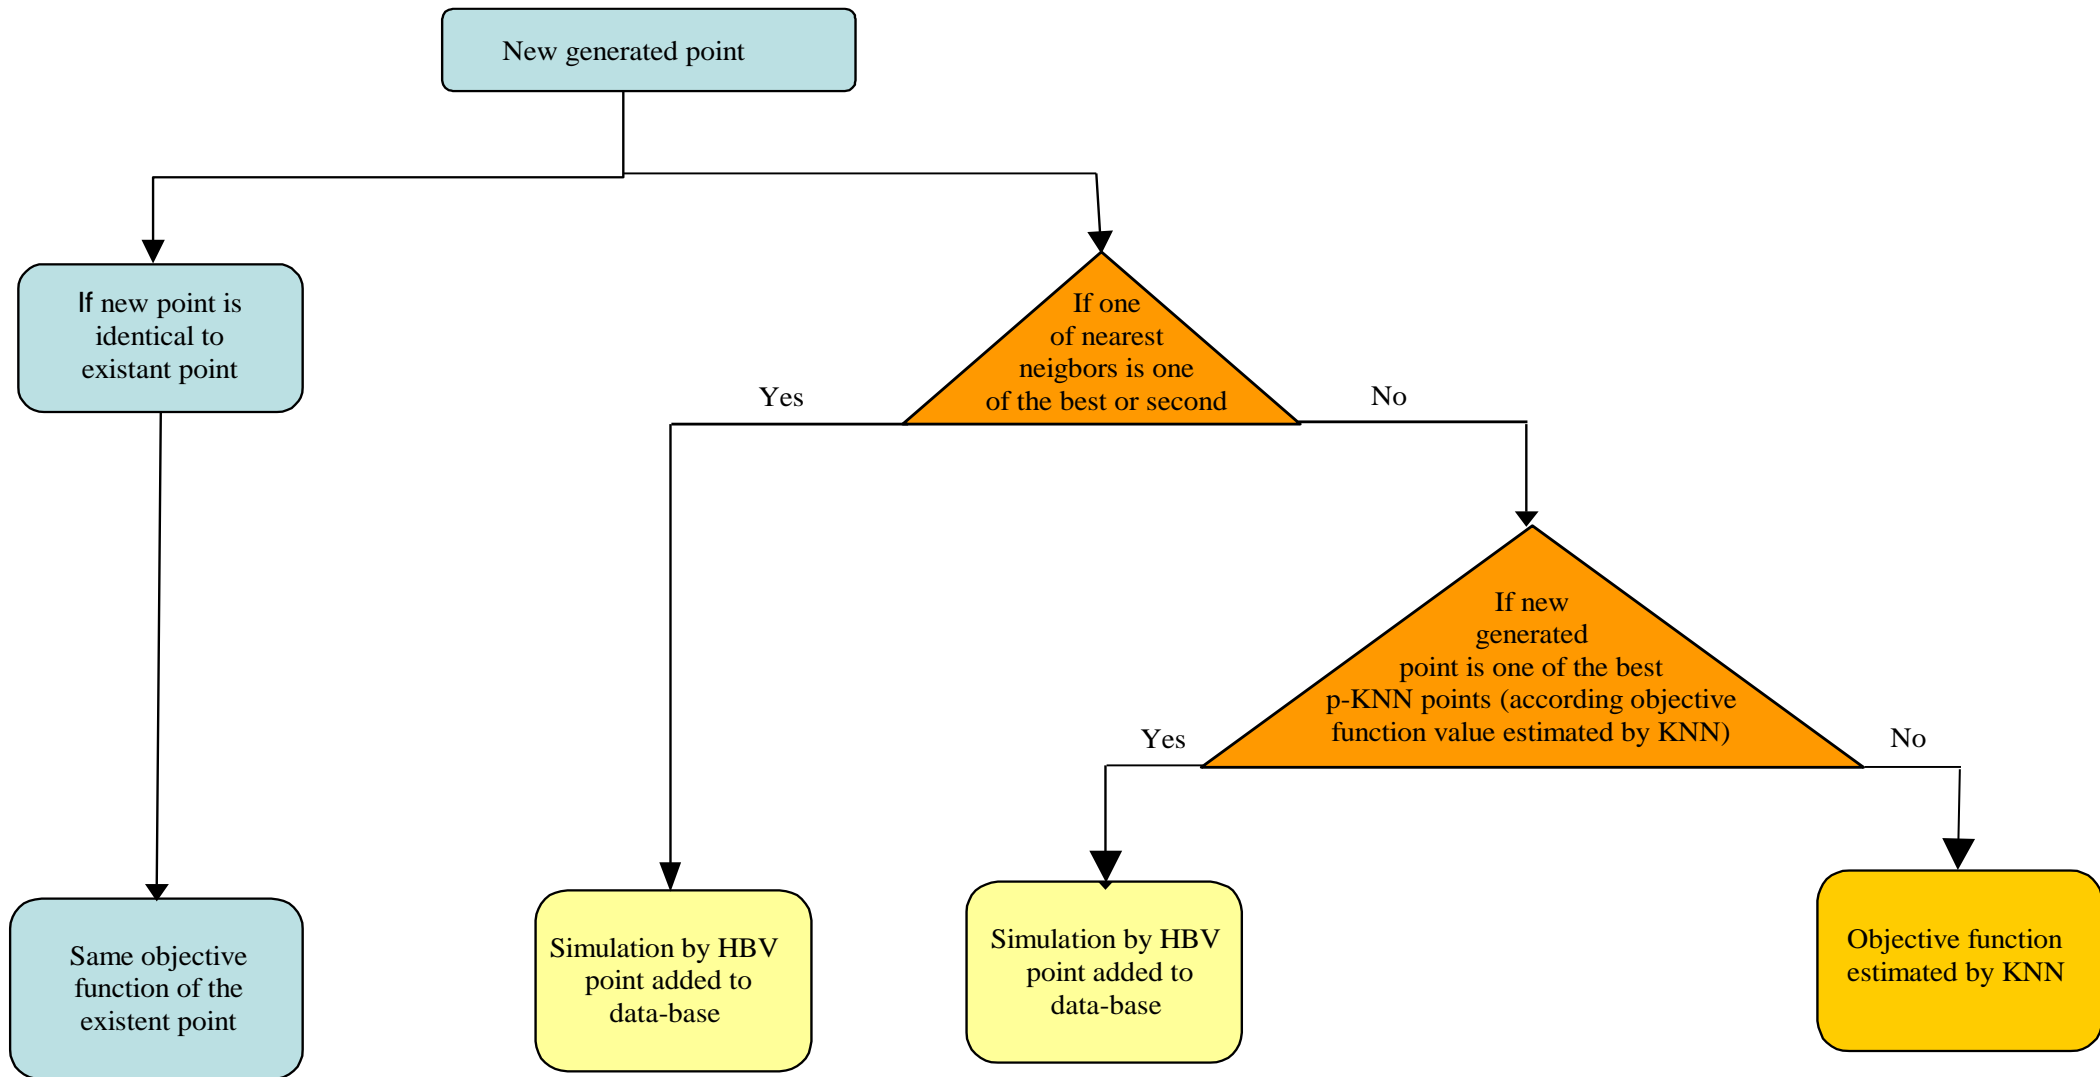 New generated point
If new point is
identical to
existant point
If one
of nearest
neigbors is one
of the best or second
Yes
No
If new
generated
point is one of the best
p-KNN points (according objective
function value estimated by KNN)
Yes
No
Same objective
function of the
existent point
Simulation by HBV
point added to
data-base
Simulation by HBV
point added to
data-base
Objective function
estimated by KNN